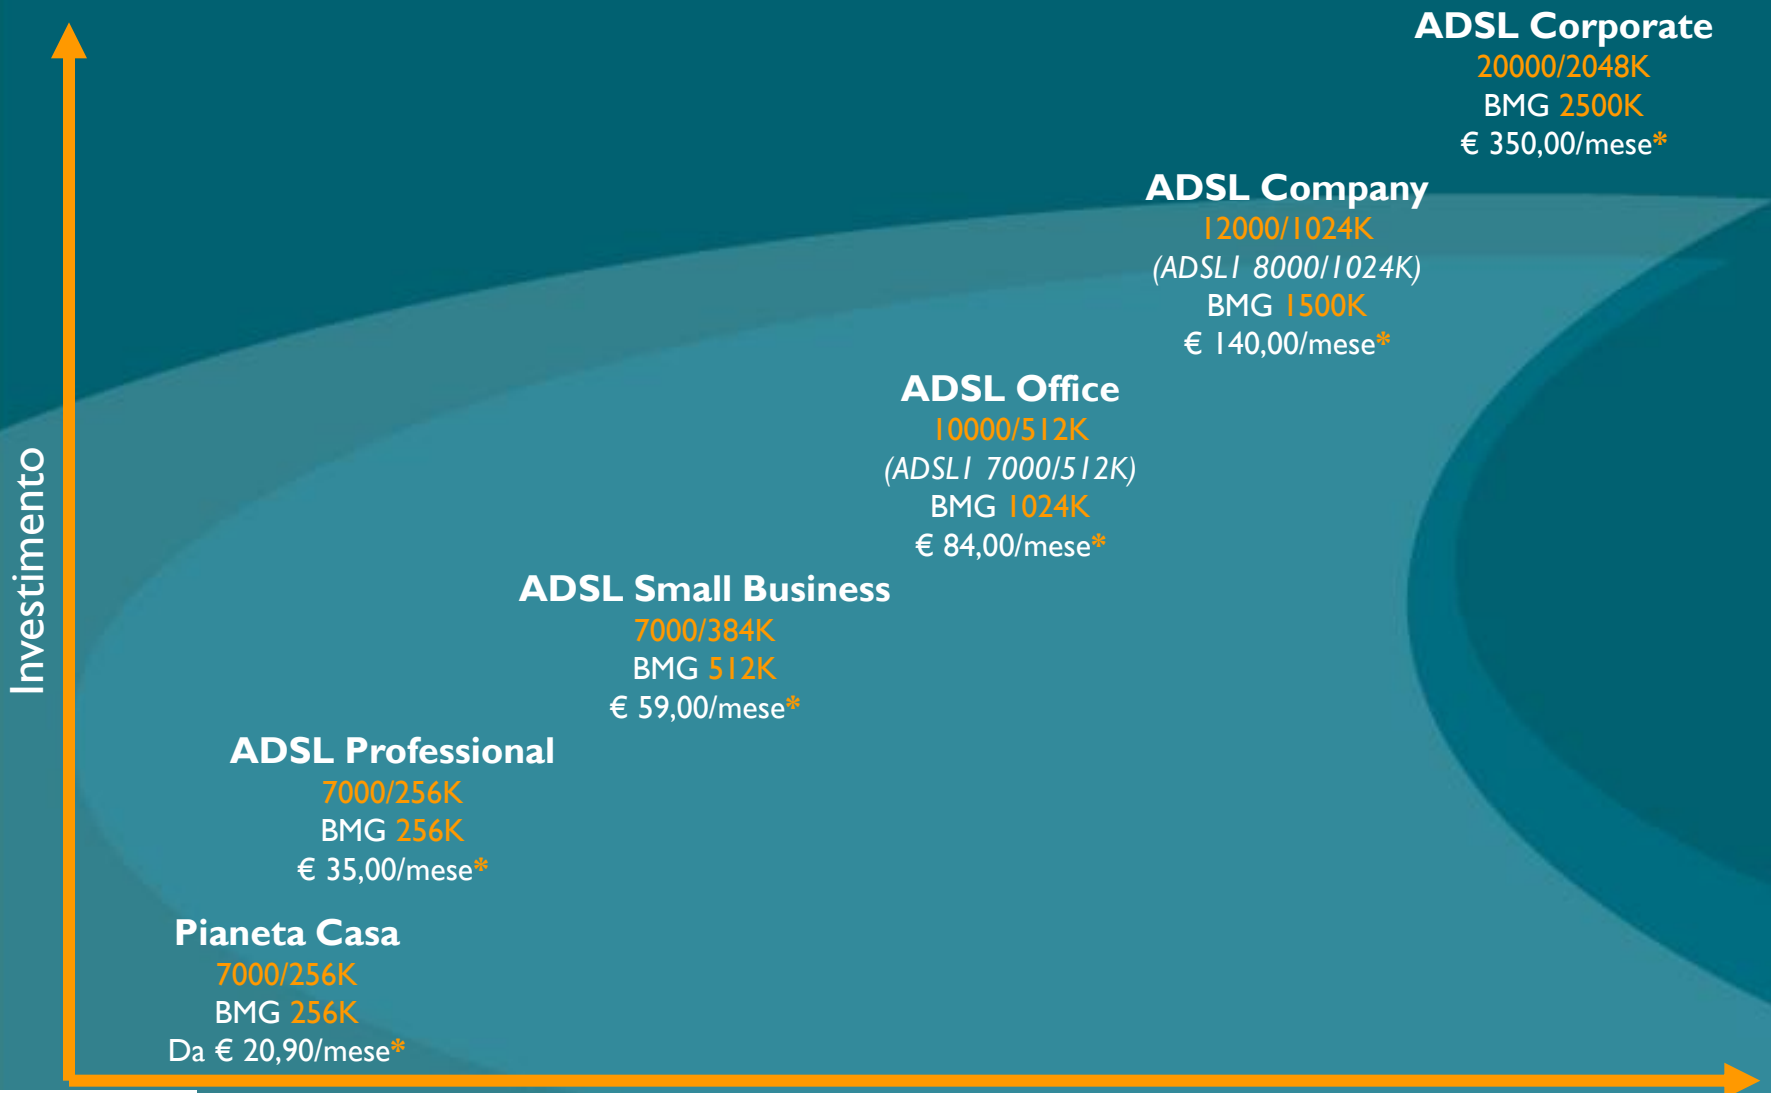 ADSL Corporate
20000/2048K
BMG 2500K
€ 350,00/mese*
ADSL Company
12000/1024K
(ADSL1 8000/1024K)
BMG 1500K
€ 140,00/mese*
ADSL Office
10000/512K
(ADSL1 7000/512K)
BMG 1024K
€ 84,00/mese*
Investimento
ADSL Small Business
7000/384K
BMG 512K
€ 59,00/mese*
ADSL Professional
7000/256K
BMG 256K
€ 35,00/mese*
Pianeta Casa
7000/256K
BMG 256K
Da € 20,90/mese*